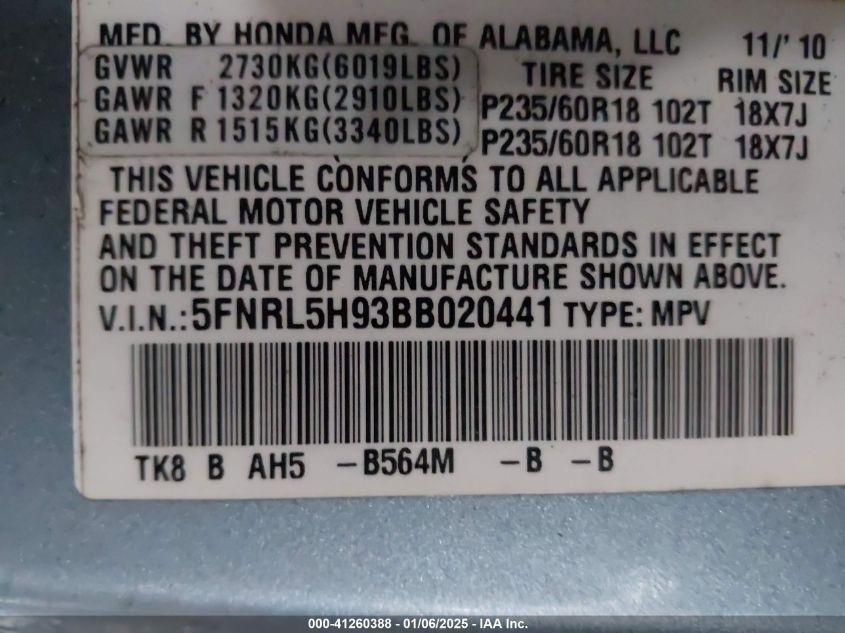 MFD. BY HONDA MFG. OF ALABAMA, LLC 11/'10
GVWR 2730KG(6019LBS) TIRE SIZE RIM SIZE
GAWR F 1320KG(2910LBS) P235/60R18 102T 18X7J
GAWR R 1515KG(3340LBS) P235/60R18 102T 18X7J
THIS VEHICLE CONFORMS TO ALL APPLICABLE
FEDERAL MOTOR VEHICLE SAFETY
AND THEFT PREVENTION STANDARDS IN EFFECT
ON THE DATE OF MANUFACTURE SHOWN ABOVE.
V.I.N.: 5FNRL5H93BB020441 TYPE: MPV
TK8 B AH5 -B564M -B -B
000-41260388 - 01/06/2025 - IAA Inc.